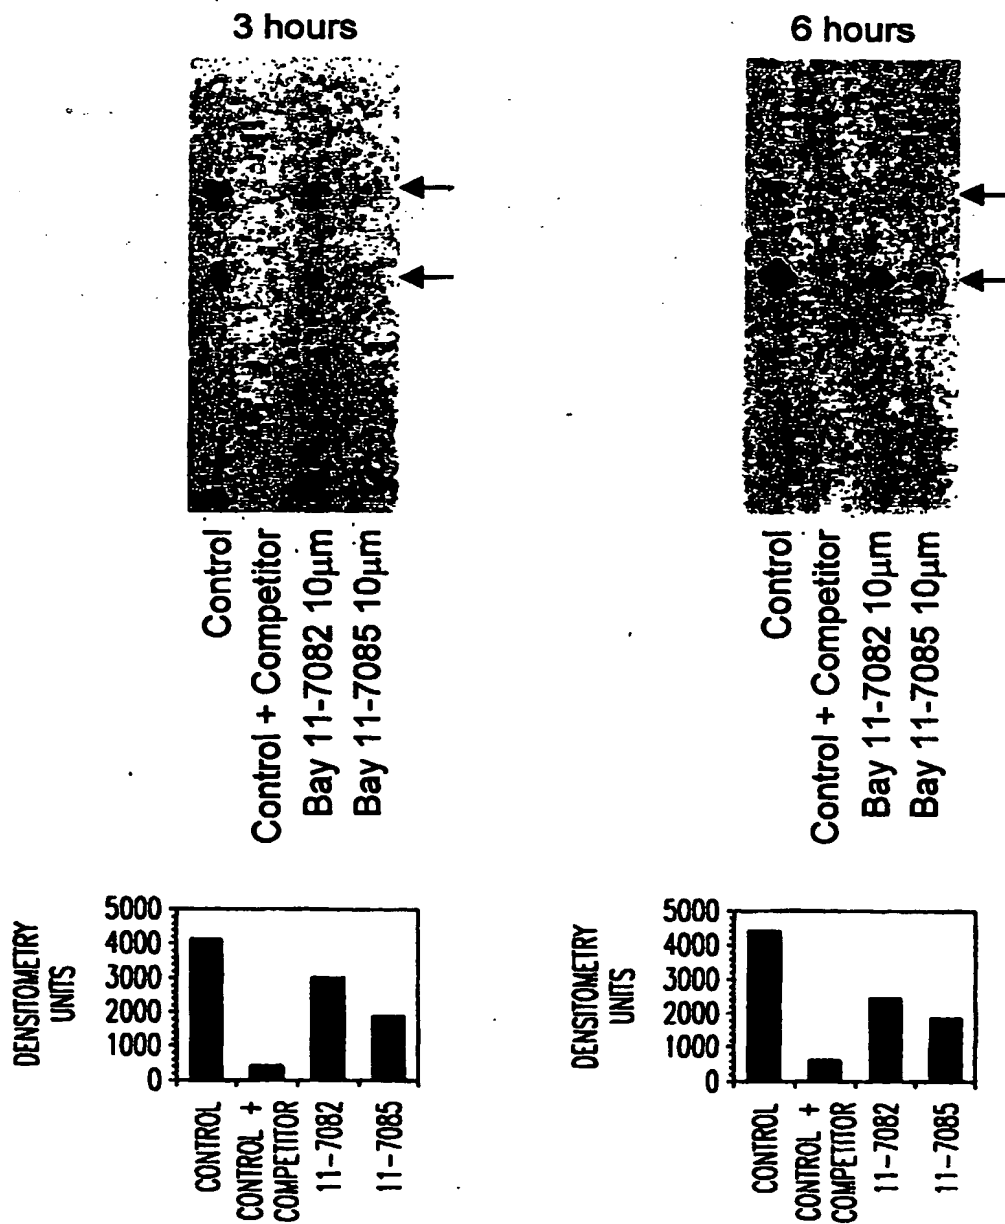 3 hours
Control
Control + Competitor
Bay 11-7082 10μm
Bay 11-7085 10μm
DENSITOMETRY
UNITS
5000
4000
3000
2000
1000
0
CONTROL
CONTROL +
COMPETITOR
11-7082
11-7085
6 hours
Control
Control + Competitor
Bay 11-7082 10μm
Bay 11-7085 10μm
DENSITOMETRY
UNITS
5000
4000
3000
2000
1000
0
CONTROL
CONTROL +
COMPETITOR
11-7082
11-7085